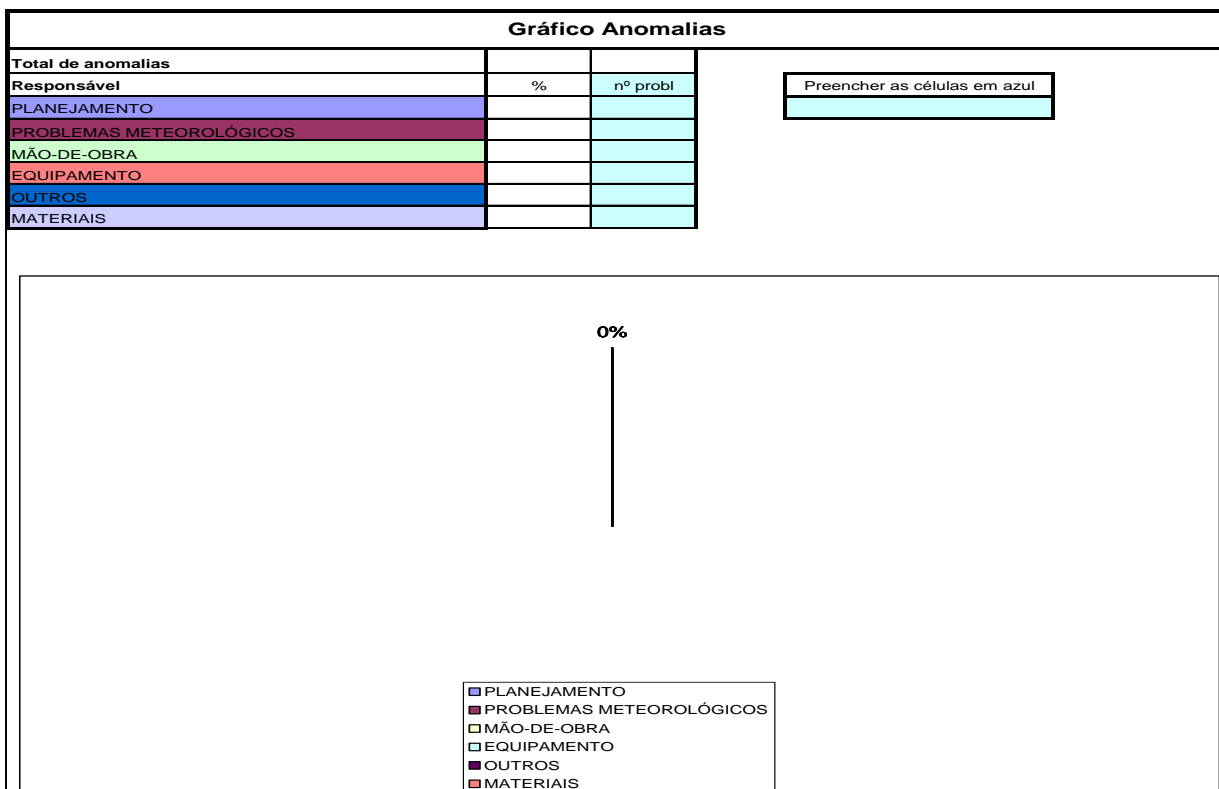 Gráfico Anomalias
Total de anomalias
Responsável % nº probl Preencher as células em azul
PLANEJAMENTO
PROBLEMAS METEOROLÓGICOS
MÃO-DE-OBRA
EQUIPAMENTO
OUTROS
MATERIAIS
0%
PLANEJAMENTO
PROBLEMAS METEOROLÓGICOS
MÃO-DE-OBRA
EQUIPAMENTO
OUTROS
MATERIAIS